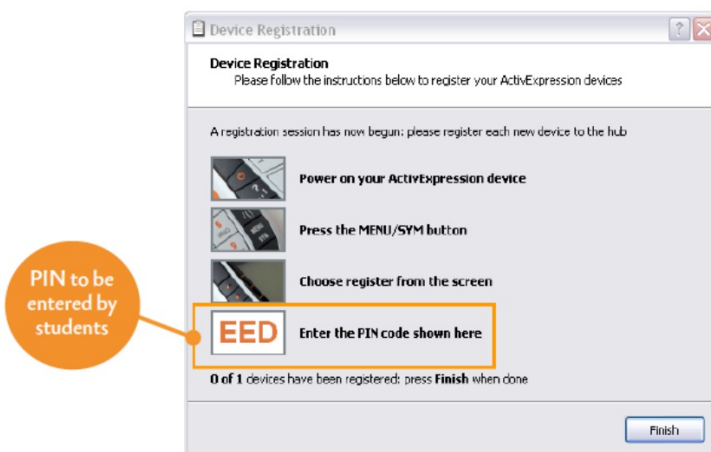 Device Registration
Device Registration
Please follow the instructions below to register your ActivExpression devices
A registration session has now begun: please register each new device to the hub
Power on your ActivExpression device
Press the MENU/SYM button
Choose register from the screen
PIN to be
entered by
students
EED Enter the PIN code shown here
0 of 1 devices have been registered: press Finish when done
Finish